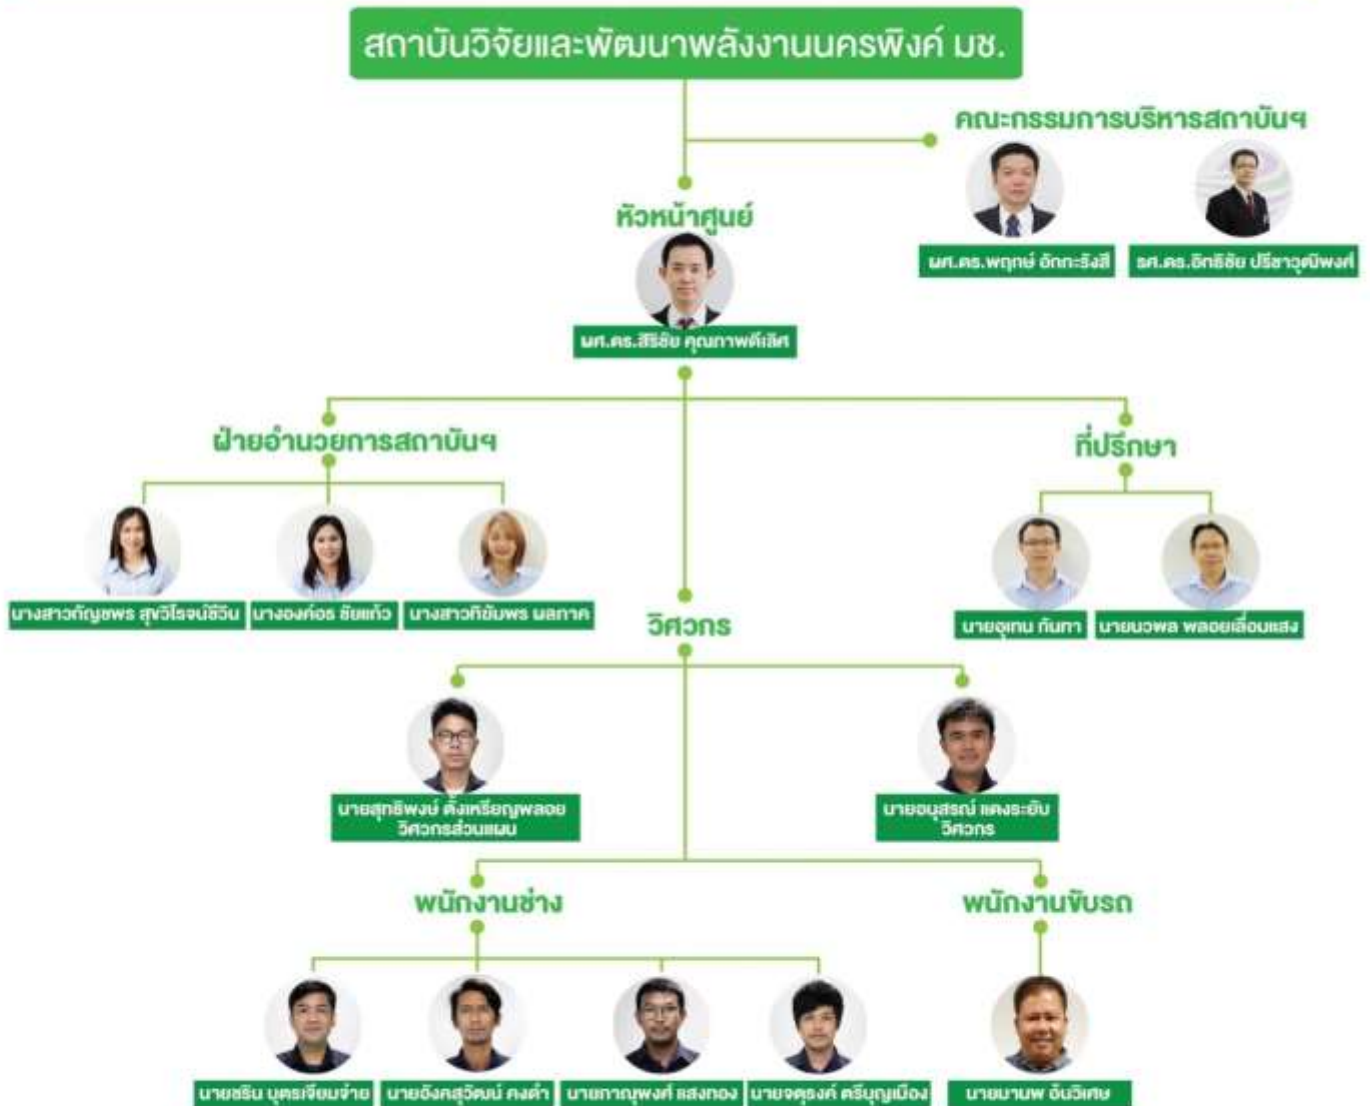 สถาบันวิจัยและพัฒนาพลังงานนครพิงค์ มช.
คณะกรรมการบริหารสถาบันฯ
ผศ.ดร.พฤกษ์ อักกะรังสี
รศ.ดร.อิทธิชัย ปรีชาวุฒิพงศ์
หัวหน้าศูนย์
ผศ.ดร.สิริชัย คุณภาพดีเลิศ
ฝ่ายอำนวยการสถาบันฯ
ที่ปรึกษา
นางสาวกัญชพร สุขวิโรจน์ชีวิน
นางองค์อร ชัยแก้ว
นางสาวทิฆัมพร ผลภาค
นายอุเทน กันทา
นายนวพล พลอยเลื่อมแสง
วิศวกร
นายสุทธิพงษ์ ตั้งเหรียญพลอย
วิศวกรส่วนแผน
นายอนุสรณ์ แดงระยับ
วิศวกร
พนักงานช่าง
พนักงานขับรถ
นายชริน บุตรเจียมจ่าย
นายอังคสุวัฒน์ คงดำ
นายภาณุพงศ์ แสงทอง
นายจตุรงค์ ตรีบุญเมือง
นายมานพ อินวิเศษ